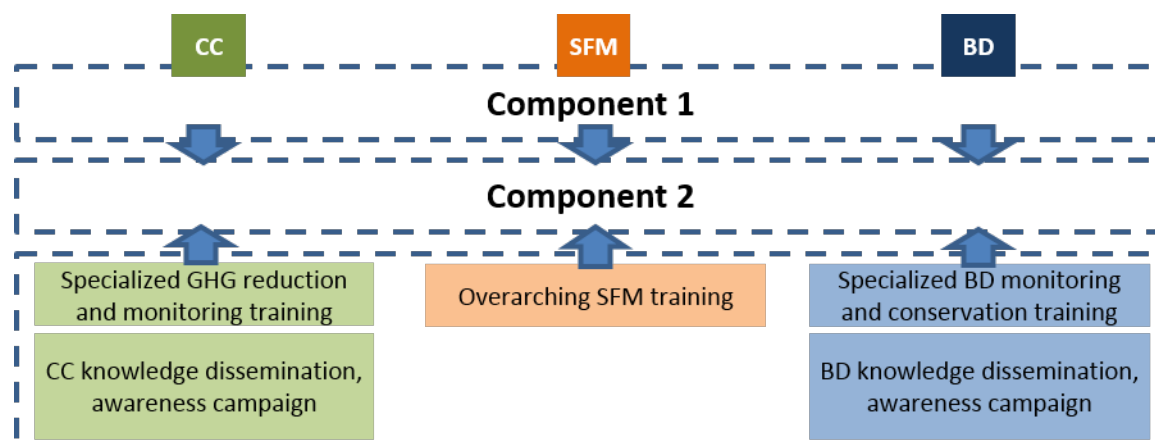 CC
SFM
BD
Component 1
Component 2
Specialized GHG reduction
and monitoring training
Overarching SFM training
Specialized BD monitoring
and conservation training
CC knowledge dissemination,
awareness campaign
BD knowledge dissemination,
awareness campaign